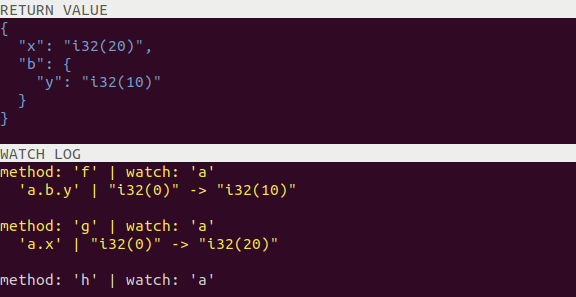 RETURN VALUE
{
  "x": "i32(20)",
  "b": {
    "y": "i32(10)"
  }
}
WATCH LOG
method: 'f' | watch: 'a'
  'a.b.y' | "i32(0)" -> "i32(10)"
method: 'g' | watch: 'a'
  'a.x' | "i32(0)" -> "i32(20)"
method: 'h' | watch: 'a'